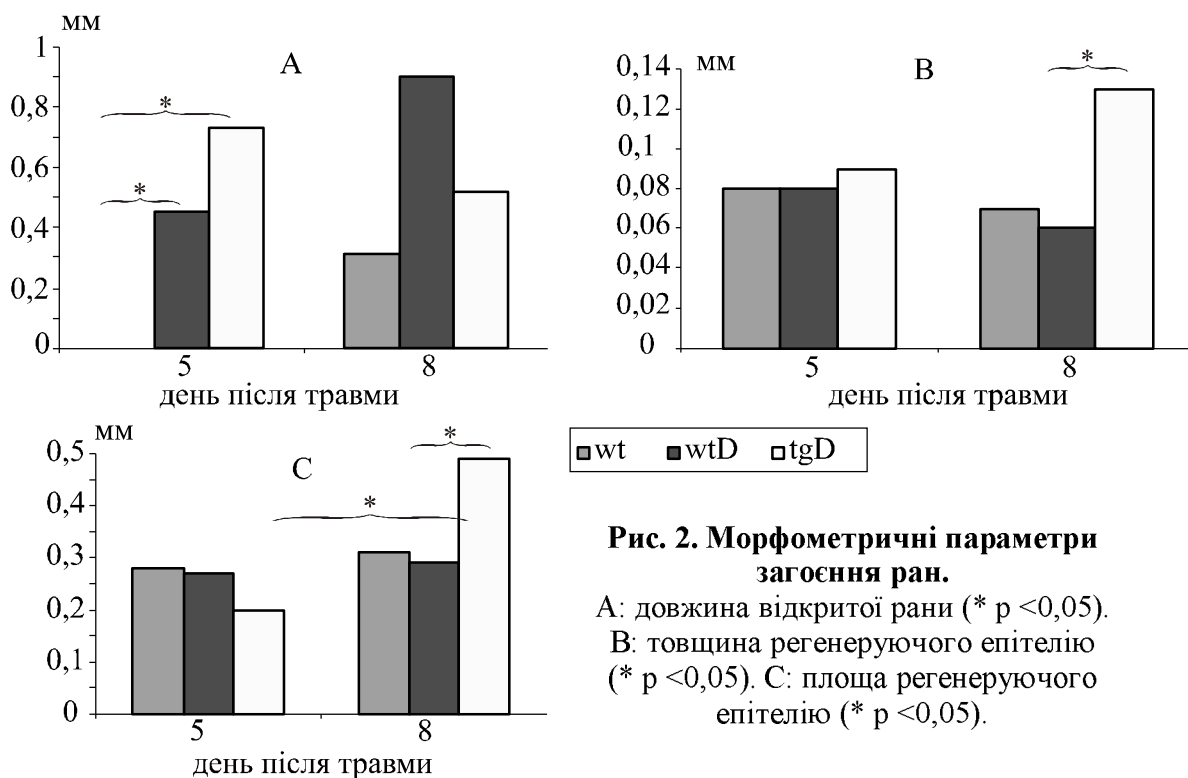 мм
A
1
0,8
0,6
0,4
0,2
0
*
*
5 8
день після травми
мм
B
0,14
0,12
0,1
0,08
0,06
0,04
0,02
0
*
5 8
день після травми
мм
C
0,5
0,4
0,3
0,2
0,1
0
*
*
5 8
день після травми
wt wtD tgD
Рис. 2. Морфометричні параметри
загоєння ран.
А: довжина відкритої рани (* p <0,05).
В: товщина регенеруючого епітелію
(* p <0,05). С: площа регенеруючого
епітелію (* p <0,05).